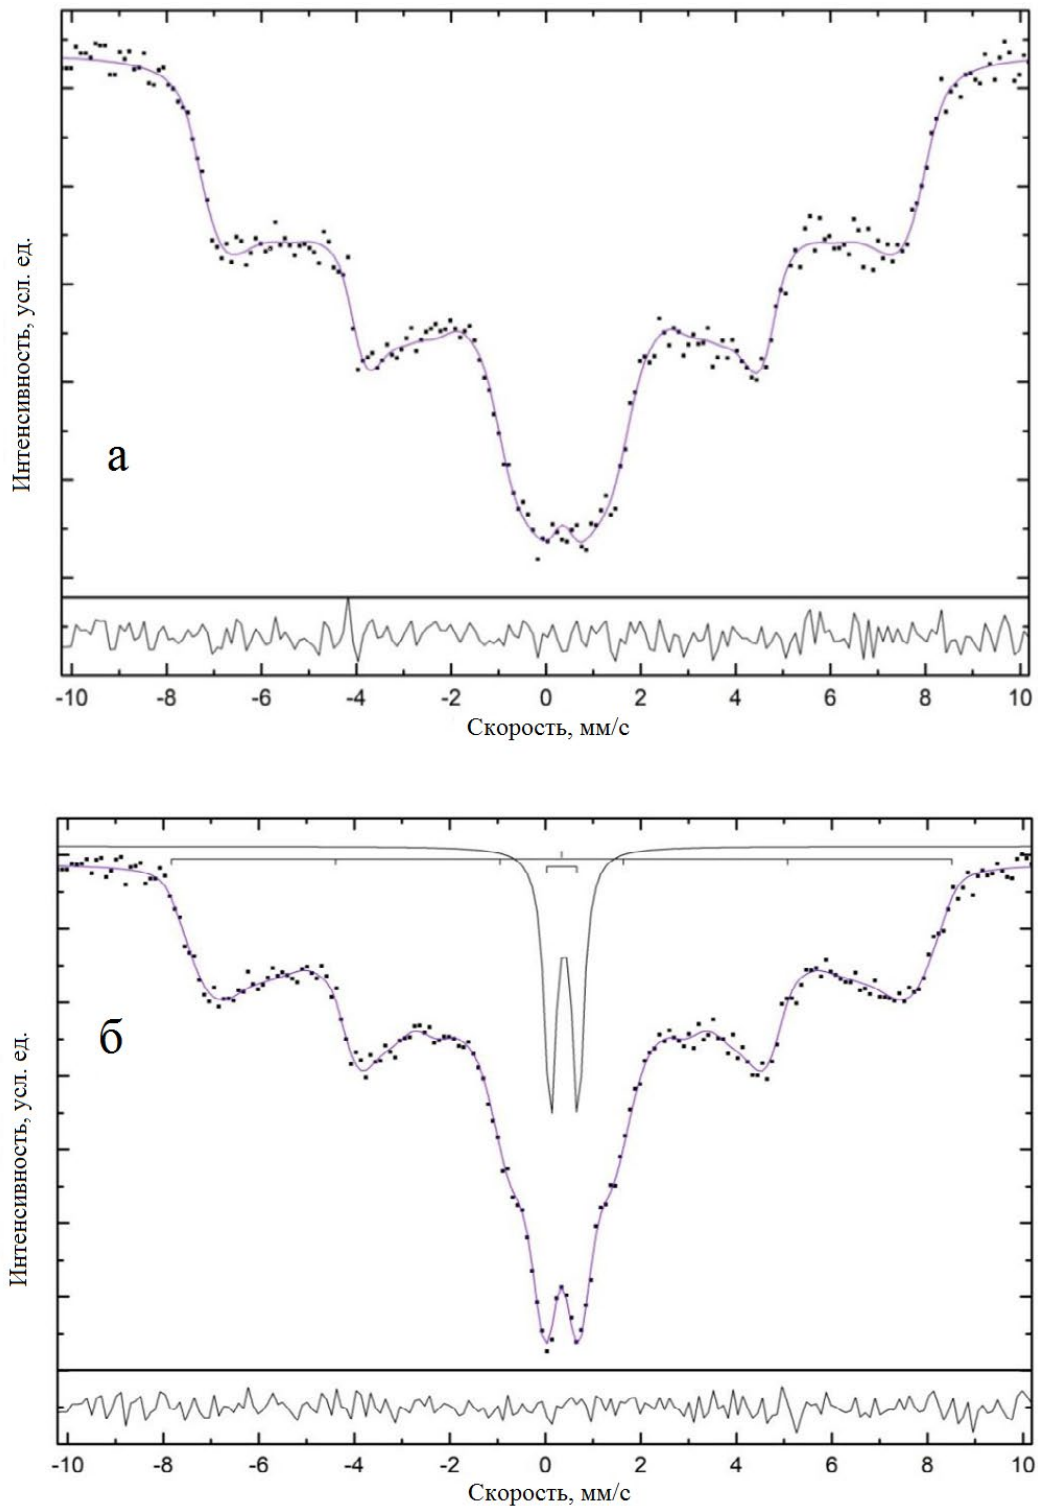 Интенсивность, усл. ед.
а
-10 -8 -6 -4 -2 0 2 4 6 8 10
Скорость, мм/с
Интенсивность, усл. ед.
б
-10 -8 -6 -4 -2 0 2 4 6 8 10
Скорость, мм/с